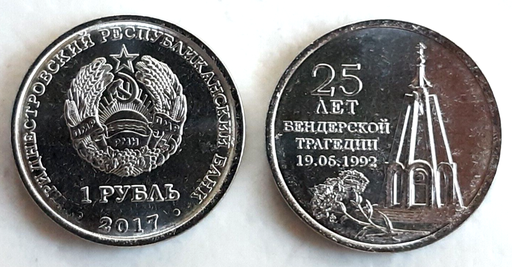 ПРИДНЕСТРОВСКИЙ РЕСПУБЛИКАНСКИЙ БАНК
1 РУБЛЬ
2017
25
ЛЕТ
БЕНДЕРСКОЙ
ТРАГЕДИИ
19.06.1992